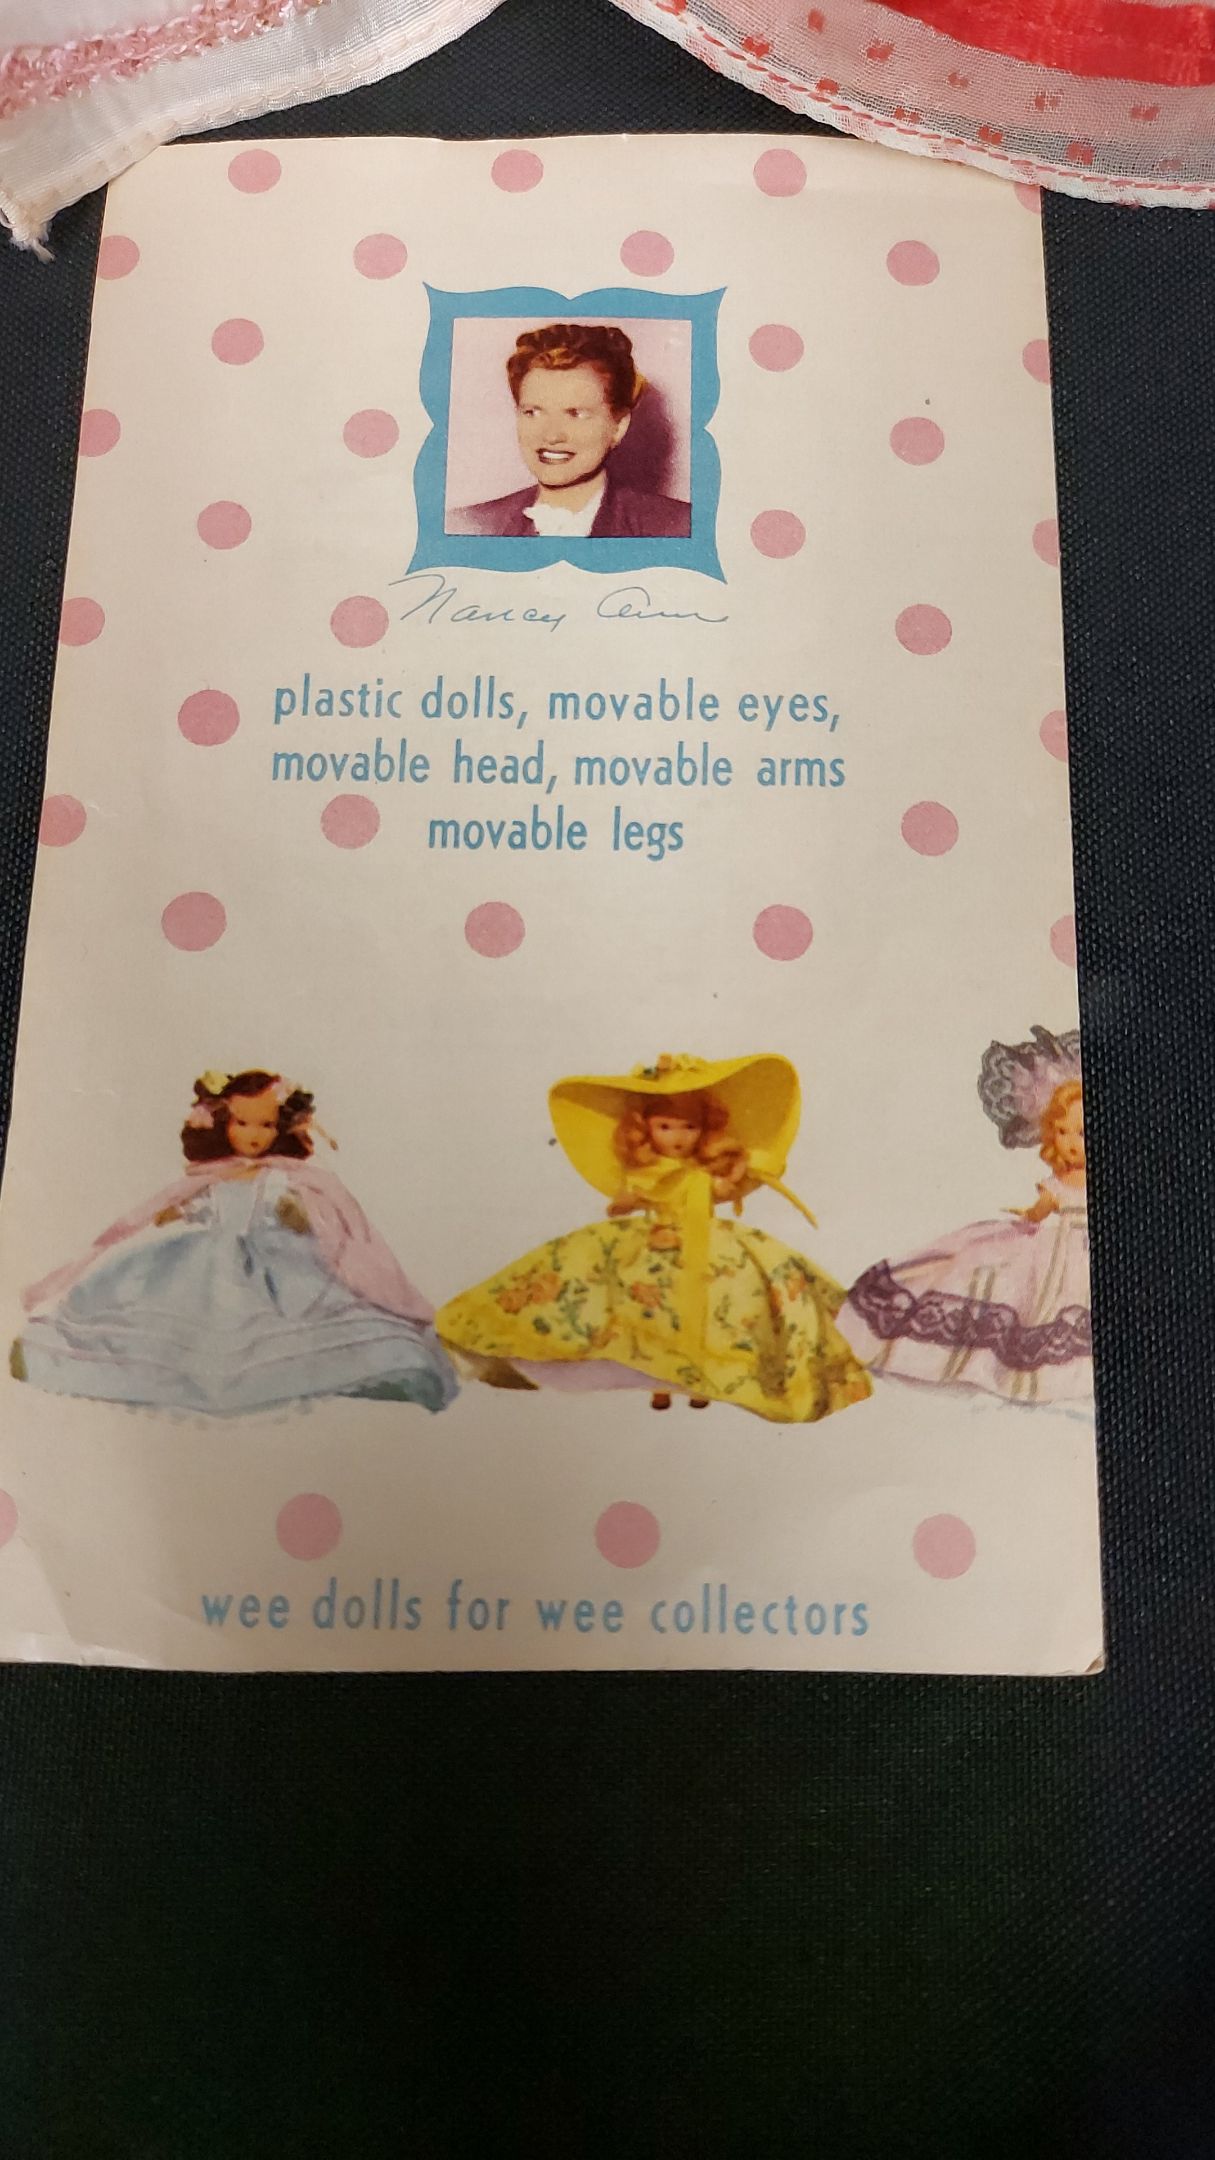 Nancy Ann
plastic dolls, movable eyes,
movable head, movable arms
movable legs
wee dolls for wee collectors